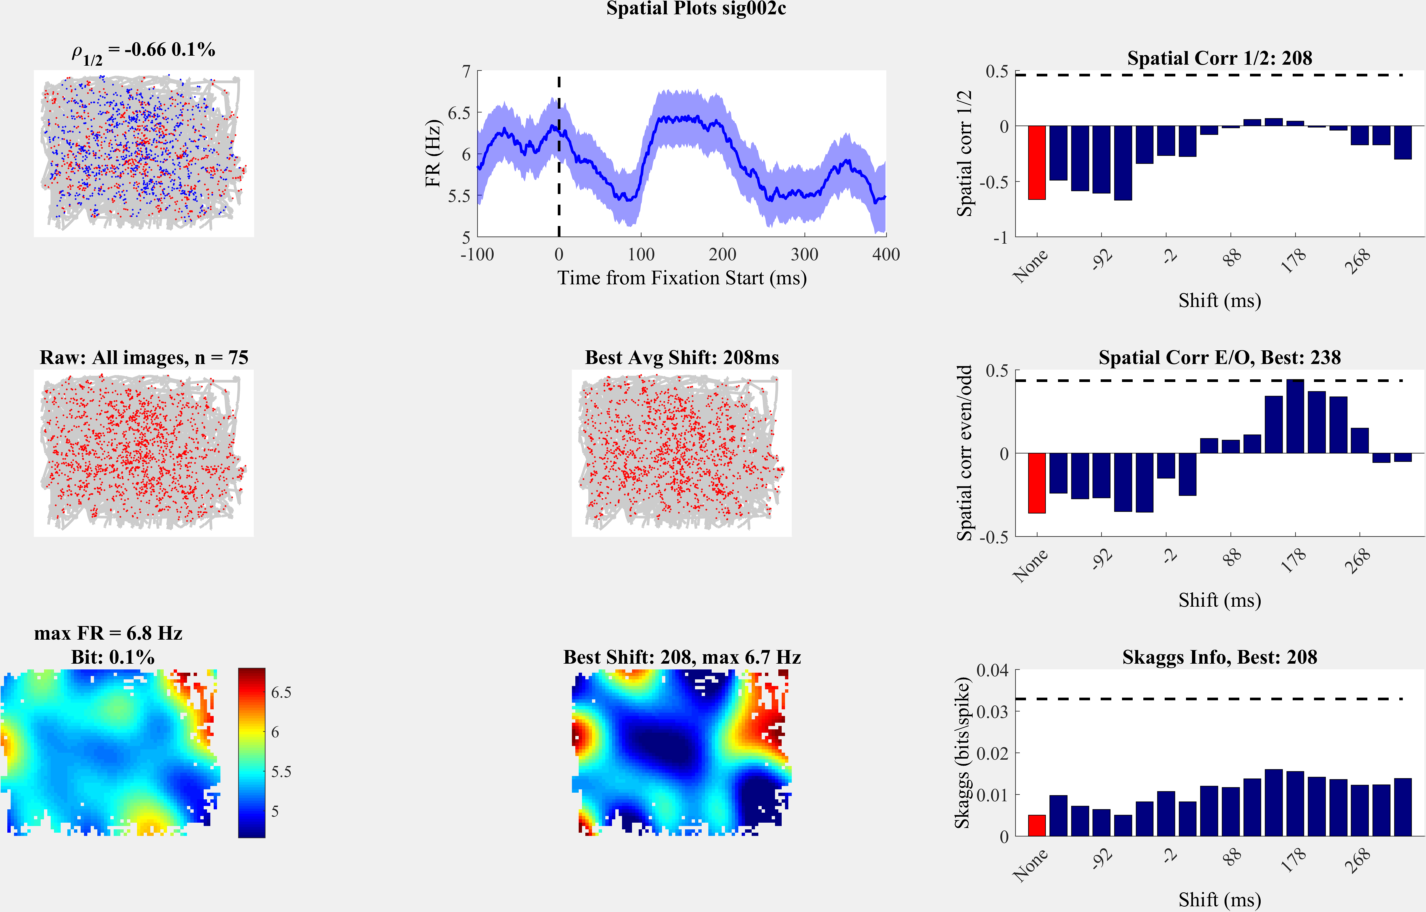 Spatial Plots sig002c
ρ1/2 = -0.66 0.1%
7
6.5
6
5.5
5
FR (Hz)
-100
0
100
200
300
400
Time from Fixation Start (ms)
Spatial Corr 1/2: 208
0.5
0
-0.5
-1
Spatial corr 1/2
None
-92
-2
88
178
268
Shift (ms)
Raw: All images, n = 75
Best Avg Shift: 208ms
Spatial Corr E/O, Best: 238
0.5
0
-0.5
Spatial corr even/odd
None
-92
-2
88
178
268
Shift (ms)
max FR = 6.8 Hz
Bit: 0.1%
6.5
6
5.5
5
Best Shift: 208, max 6.7 Hz
Skaggs Info, Best: 208
0.04
0.03
0.02
0.01
0
Skaggs (bits\spike)
None
-92
-2
88
178
268
Shift (ms)